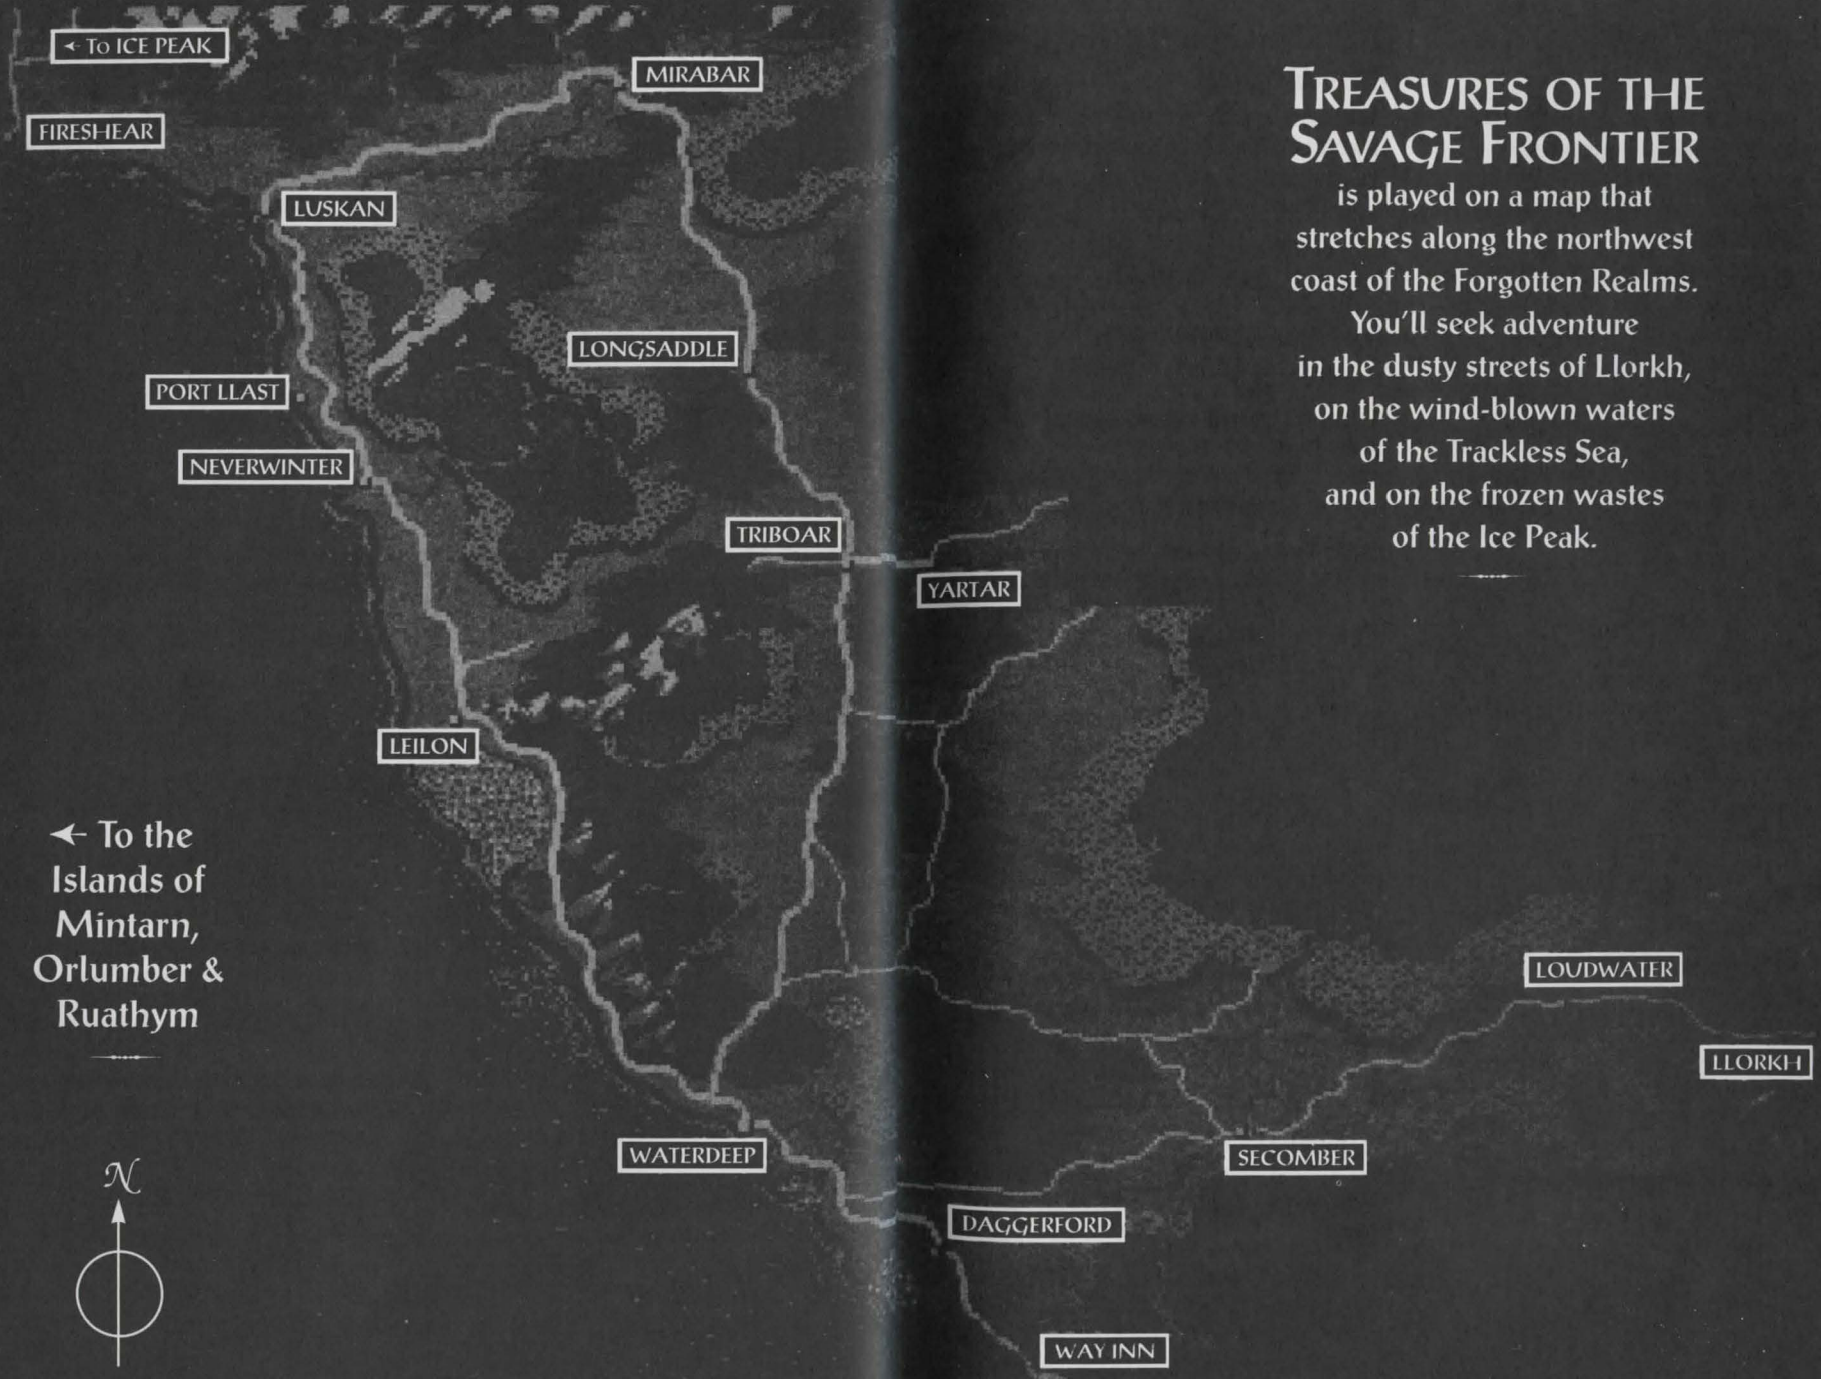 ← To ICE PEAK
MIRABAR
FIRESHEAR
LUSKAN
TREASURES OF THE
SAVAGE FRONTIER
is played on a map that
stretches along the northwest
coast of the Forgotten Realms.
You'll seek adventure
in the dusty streets of Llorkh,
on the wind-blown waters
of the Trackless Sea,
and on the frozen wastes
of the Ice Peak.
LONGSADDLE
PORT LLAST
NEVERWINTER
TRIBOAR
YARTAR
LEILON
← To the
Islands of
Mintarn,
Orlumber &
Ruathym
LOUDWATER
LLORKH
WATERDEEP
SECOMBER
N
DAGGERFORD
WAY INN